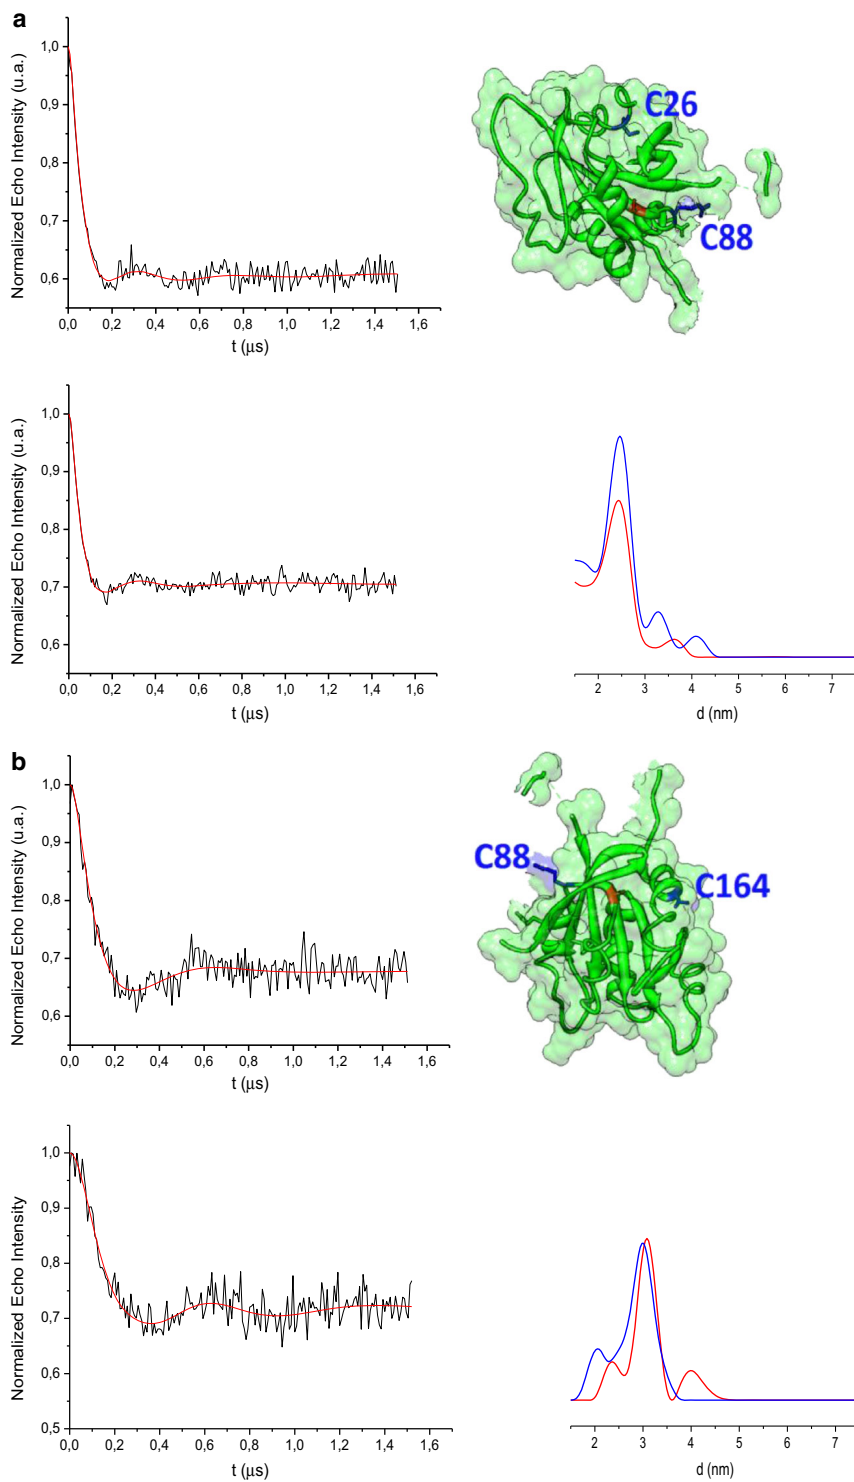 a
Normalized Echo Intensity (u.a.)
1,0
0,9
0,8
0,7
0,6
0,0 0,2 0,4 0,6 0,8 1,0 1,2 1,4 1,6
t (μs)
C26
C88
Normalized Echo Intensity (u.a.)
1,0
0,9
0,8
0,7
0,6
0,0 0,2 0,4 0,6 0,8 1,0 1,2 1,4 1,6
t (μs)
2 3 4 5 6 7
d (nm)
b
Normalized Echo Intensity (u.a.)
1,0
0,9
0,8
0,7
0,6
0,0 0,2 0,4 0,6 0,8 1,0 1,2 1,4 1,6
t (μs)
C88
C164
Normalized Echo Intensity
1,0
0,9
0,8
0,7
0,6
0,5
0,0 0,2 0,4 0,6 0,8 1,0 1,2 1,4 1,6
t (μs)
2 3 4 5 6 7
d (nm)